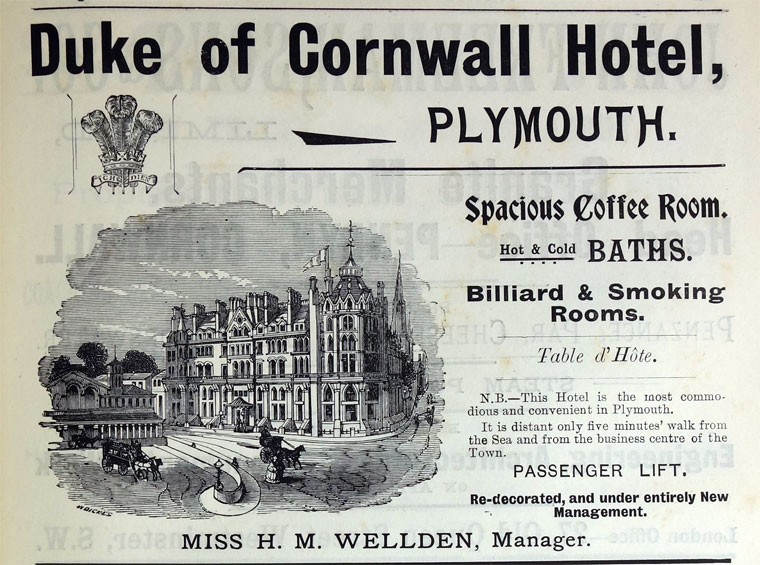 Duke of Cornwall Hotel,
PLYMOUTH.
ICH DIEN
Spacious Coffee Room.
Hot & Cold BATHS.
Billiard & Smoking
Rooms.
Table d'Hôte.
N.B.—This Hotel is the most commo-
dious and convenient in Plymouth.
It is distant only five minutes' walk from
the Sea and from the business centre of the
Town.
PASSENGER LIFT.
Re-decorated, and under entirely New
Management.
MISS H. M. WELLDEN, Manager.